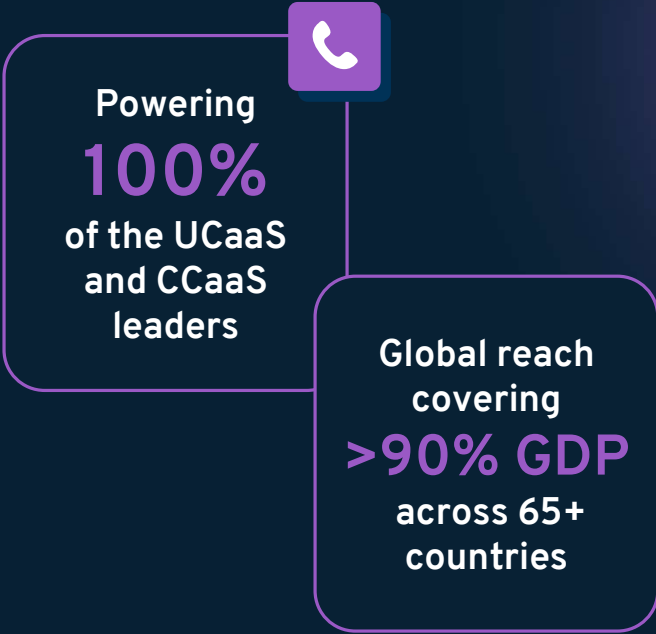 Powering
100%
of the UCaaS
and CCaaS
leaders
Global reach
covering
>90% GDP
across 65+
countries